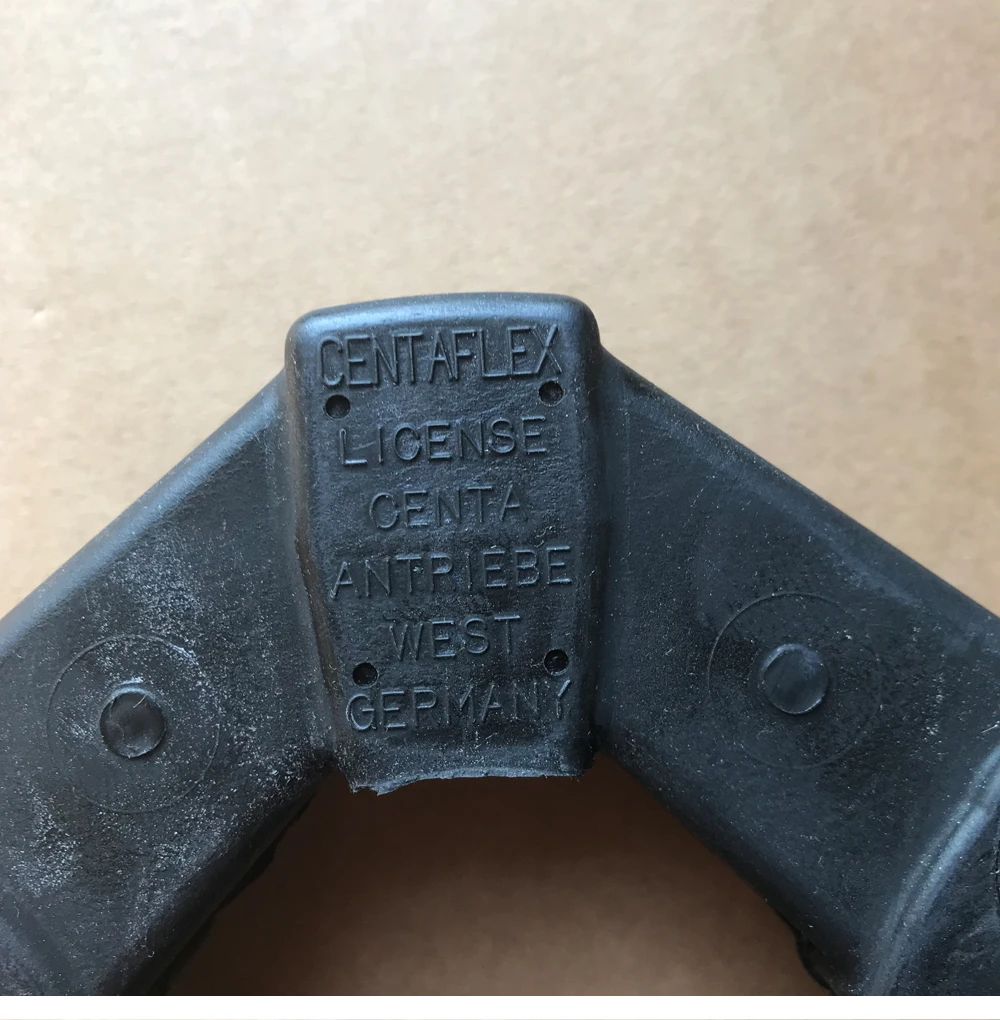 CENTAFLEX
LICENSE
CENTA
ANTRIEBE
WEST
GERMANY